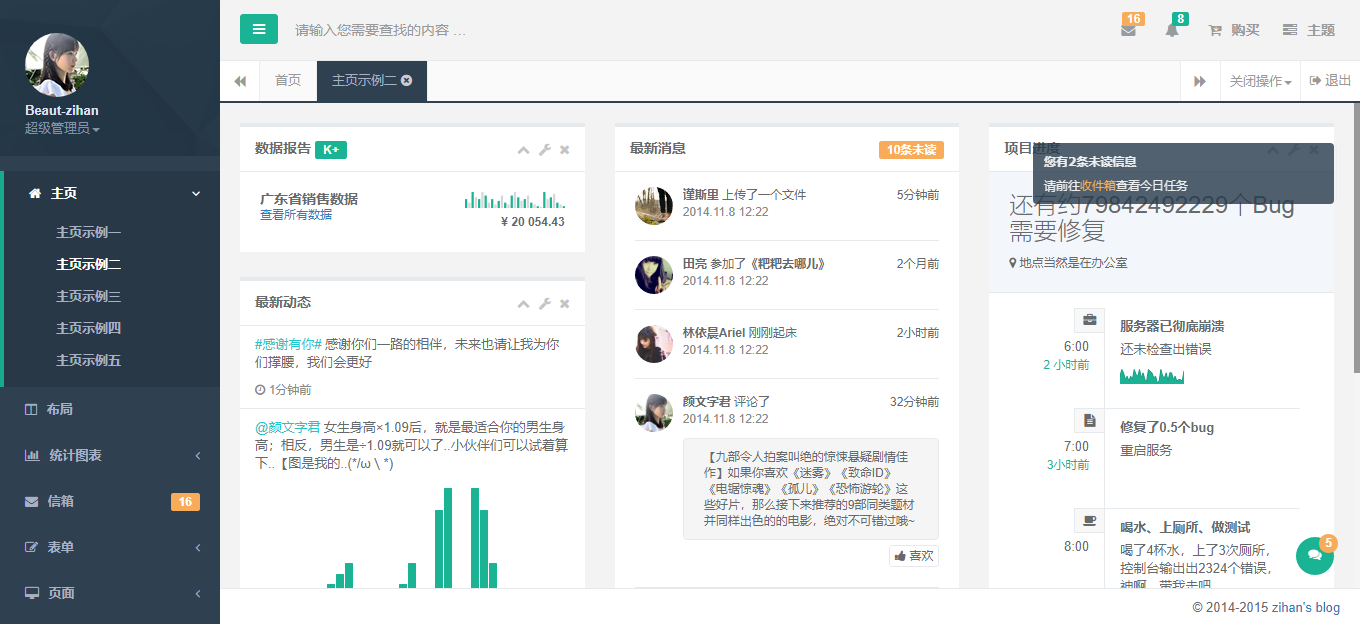 Beaut-zihan
超级管理员
主页
主页示例一
主页示例二
主页示例三
主页示例四
主页示例五
布局
统计图表
信箱 16
表单
页面
请输入您需要查找的内容 …
16
8
购买
主题
首页
主页示例二
关闭操作
退出
数据报告 K+
广东省销售数据
查看所有数据
¥ 20 054.43
最新动态
#感谢有你# 感谢你们一路的相伴，未来也请让我为你
们撑腰，我们会更好
1分钟前
@颜文字君 女生身高×1.09后，就是最适合你的男生身
高；相反，男生是÷1.09就可以了..小伙伴们可以试着算
下..【图是我的..(*/ω＼*)
最新消息 10条未读
谨斯里 上传了一个文件 5分钟前
2014.11.8 12:22
田亮 参加了《粑粑去哪儿》 2个月前
2014.11.8 12:22
林依晨Ariel 刚刚起床 2小时前
2014.11.8 12:22
颜文字君 评论了 32分钟前
2014.11.8 12:22
【九部令人拍案叫绝的惊悚悬疑剧情佳
作】如果你喜欢《迷雾》《致命ID》
《电锯惊魂》《孤儿》《恐怖游轮》这
些好片，那么接下来推荐的9部同类题材
并同样出色的的电影，绝对不可错过哦~
喜欢
项目进度
您有2条未读信息
请前往收件箱查看今日任务
还有约79842492229个Bug
需要修复
地点当然是在办公室
6:00
2 小时前
服务器已彻底崩溃
还未检查出错误
7:00
3小时前
修复了0.5个bug
重启服务
8:00
喝水、上厕所、做测试
喝了4杯水，上了3次厕所，
控制台输出出2324个错误，
神啊，带我走吧
5
© 2014-2015 zihan's blog